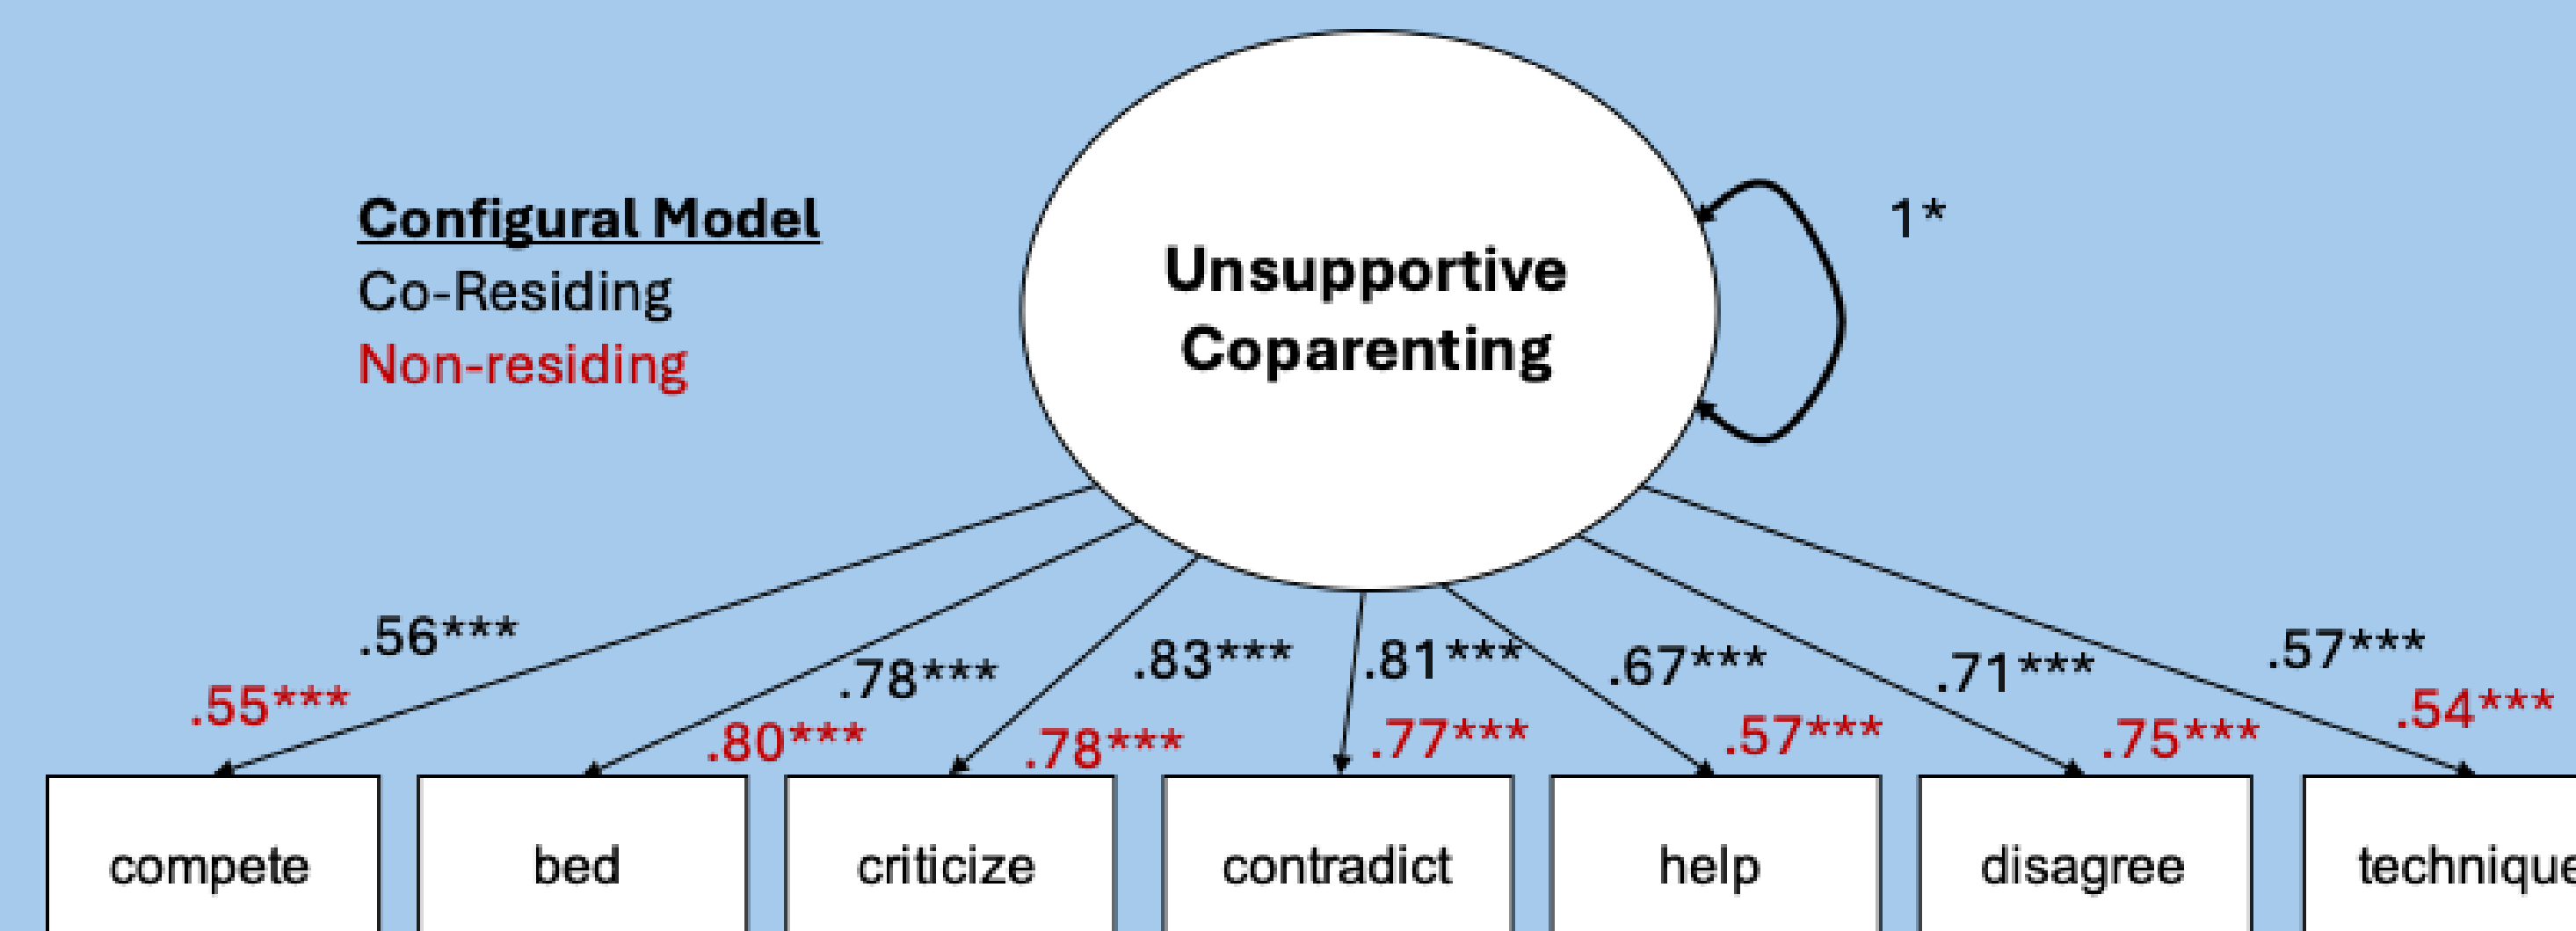 Configural Model
Co-Residing
Non-residing
Unsupportive
Coparenting
1*
.56***
.78***
.83***
.81***
.67***
.71***
.57***
.55***
.80***
.78***
.77***
.57***
.75***
.54***
compete
bed
criticize
contradict
help
disagree
technique